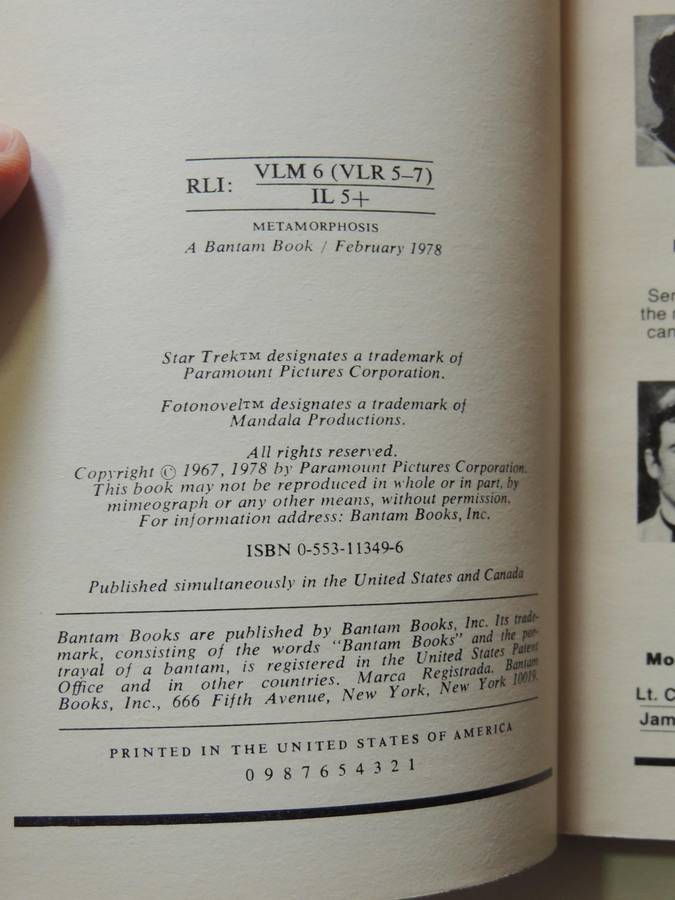 RLI: VLM 6 (VLR 5–7)
IL 5+
METAMORPHOSIS
A Bantam Book / February 1978
Star Trek™ designates a trademark of
Paramount Pictures Corporation.
Fotonovel™ designates a trademark of
Mandala Productions.
All rights reserved.
Copyright © 1967, 1978 by Paramount Pictures Corporation.
This book may not be reproduced in whole or in part, by
mimeograph or any other means, without permission.
For information address: Bantam Books, Inc.
ISBN 0-553-11349-6
Published simultaneously in the United States and Canada
Bantam Books are published by Bantam Books, Inc. Its trade-
mark, consisting of the words "Bantam Books" and the por-
trayal of a bantam, is registered in the United States Patent
Office and in other countries. Marca Registrada. Bantam
Books, Inc., 666 Fifth Avenue, New York, New York 10019.
PRINTED IN THE UNITED STATES OF AMERICA
0 9 8 7 6 5 4 3 2 1
Ser
the
can
Mo
Lt. C
Jam